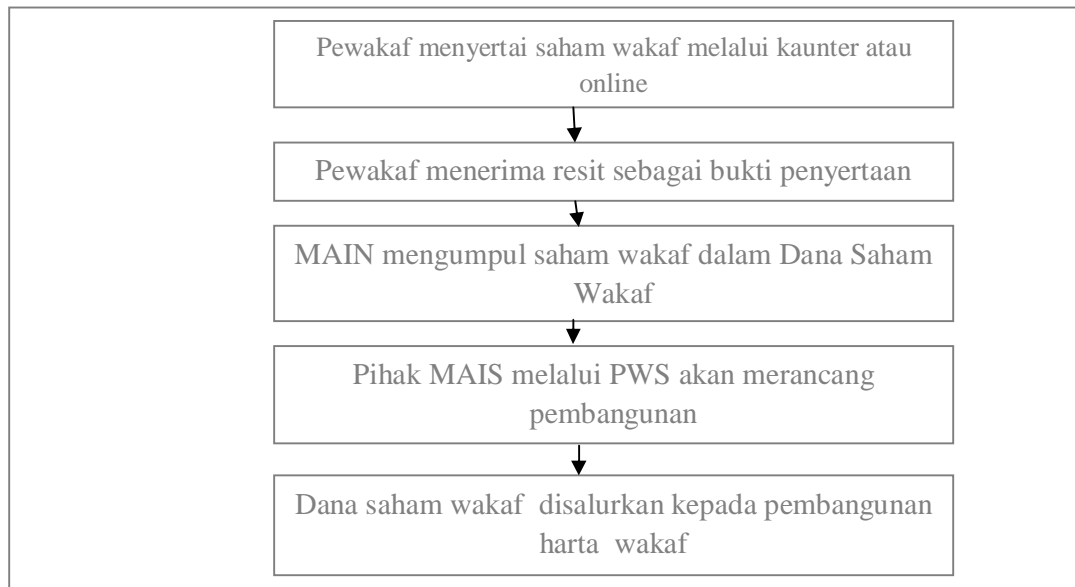 Pewakaf menyertai saham wakaf melalui kaunter atau
online
Pewakaf menerima resit sebagai bukti penyertaan
MAIN mengumpul saham wakaf dalam Dana Saham
Wakaf
Pihak MAIS melalui PWS akan merancang
pembangunan
Dana saham wakaf disalurkan kepada pembangunan
harta wakaf